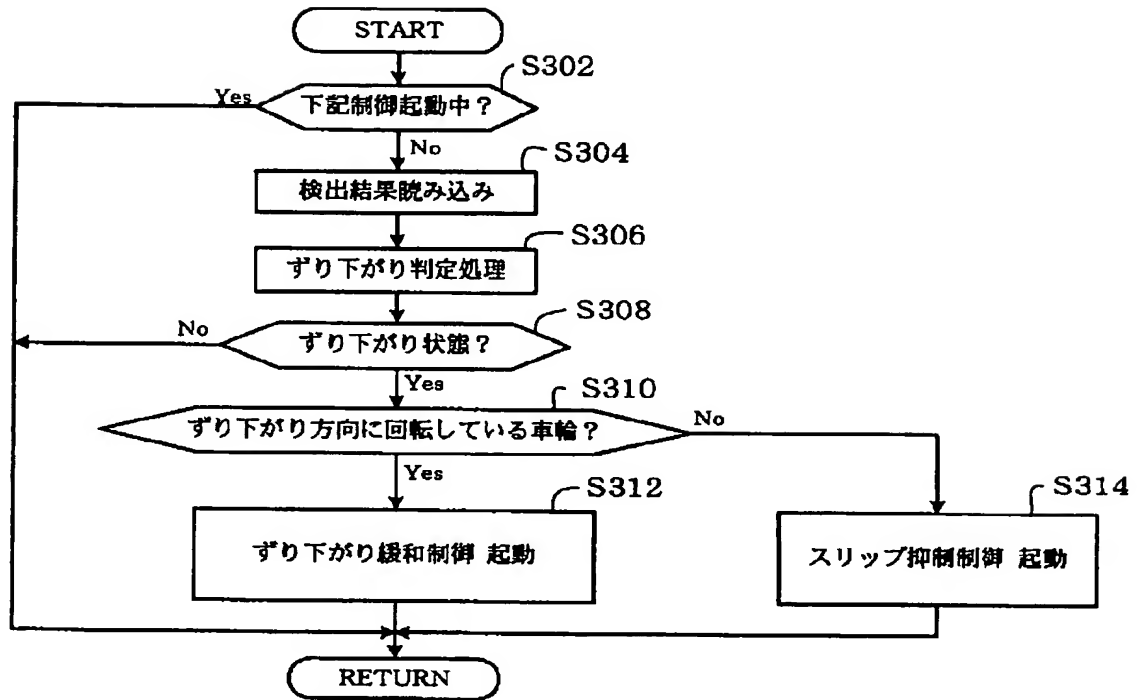 START
S302
Yes
下記制御起動中？
No
S304
検出結果読み込み
S306
ずり下がり判定処理
S308
No
ずり下がり状態？
Yes
S310
ずり下がり方向に回転している車輪？
No
Yes
S312
S314
ずり下がり緩和制御 起動
スリップ抑制制御 起動
RETURN